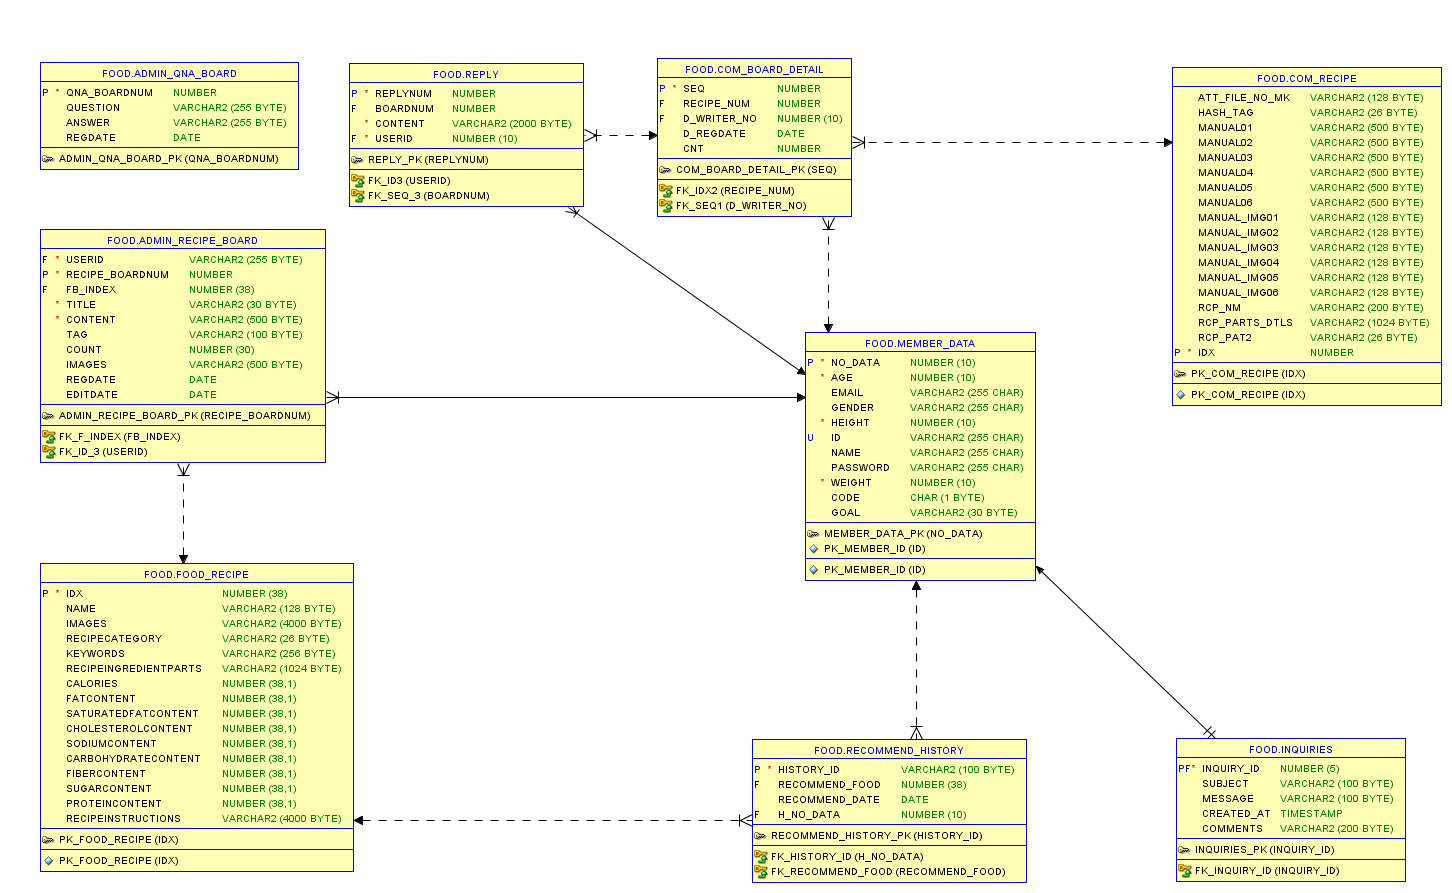 FOOD.ADMIN_QNA_BOARD
P * QNA_BOARDNUM NUMBER
QUESTION VARCHAR2 (255 BYTE)
ANSWER VARCHAR2 (255 BYTE)
REGDATE DATE
ADMIN_QNA_BOARD_PK (QNA_BOARDNUM)
FOOD.REPLY
P * REPLYNUM NUMBER
F BOARDNUM NUMBER
* CONTENT VARCHAR2 (2000 BYTE)
F * USERID NUMBER (10)
REPLY_PK (REPLYNUM)
FK_ID3 (USERID)
FK_SEQ_3 (BOARDNUM)
FOOD.COM_BOARD_DETAIL
P * SEQ NUMBER
F RECIPE_NUM NUMBER
F D_WRITER_NO NUMBER (10)
D_REGDATE DATE
CNT NUMBER
COM_BOARD_DETAIL_PK (SEQ)
FK_IDX2 (RECIPE_NUM)
FK_SEQ1 (D_WRITER_NO)
FOOD.COM_RECIPE
ATT_FILE_NO_MK VARCHAR2 (128 BYTE)
HASH_TAG VARCHAR2 (26 BYTE)
MANUAL01 VARCHAR2 (500 BYTE)
MANUAL02 VARCHAR2 (500 BYTE)
MANUAL03 VARCHAR2 (500 BYTE)
MANUAL04 VARCHAR2 (500 BYTE)
MANUAL05 VARCHAR2 (500 BYTE)
MANUAL06 VARCHAR2 (500 BYTE)
MANUAL_IMG01 VARCHAR2 (128 BYTE)
MANUAL_IMG02 VARCHAR2 (128 BYTE)
MANUAL_IMG03 VARCHAR2 (128 BYTE)
MANUAL_IMG04 VARCHAR2 (128 BYTE)
MANUAL_IMG05 VARCHAR2 (128 BYTE)
MANUAL_IMG06 VARCHAR2 (128 BYTE)
RCP_NM VARCHAR2 (200 BYTE)
RCP_PARTS_DTLS VARCHAR2 (1024 BYTE)
RCP_PAT2 VARCHAR2 (26 BYTE)
P * IDX NUMBER
PK_COM_RECIPE (IDX)
PK_COM_RECIPE (IDX)
FOOD.ADMIN_RECIPE_BOARD
F * USERID VARCHAR2 (255 BYTE)
P * RECIPE_BOARDNUM NUMBER
F FB_INDEX NUMBER (38)
* TITLE VARCHAR2 (30 BYTE)
* CONTENT VARCHAR2 (500 BYTE)
TAG VARCHAR2 (100 BYTE)
COUNT NUMBER (30)
IMAGES VARCHAR2 (500 BYTE)
REGDATE DATE
EDITDATE DATE
ADMIN_RECIPE_BOARD_PK (RECIPE_BOARDNUM)
FK_F_INDEX (FB_INDEX)
FK_ID_3 (USERID)
FOOD.MEMBER_DATA
P * NO_DATA NUMBER (10)
* AGE NUMBER (10)
EMAIL VARCHAR2 (255 CHAR)
GENDER VARCHAR2 (255 CHAR)
* HEIGHT NUMBER (10)
U ID VARCHAR2 (255 CHAR)
NAME VARCHAR2 (255 CHAR)
PASSWORD VARCHAR2 (255 CHAR)
* WEIGHT NUMBER (10)
CODE CHAR (1 BYTE)
GOAL VARCHAR2 (30 BYTE)
MEMBER_DATA_PK (NO_DATA)
PK_MEMBER_ID (ID)
PK_MEMBER_ID (ID)
FOOD.FOOD_RECIPE
P * IDX NUMBER (38)
NAME VARCHAR2 (128 BYTE)
IMAGES VARCHAR2 (4000 BYTE)
RECIPECATEGORY VARCHAR2 (26 BYTE)
KEYWORDS VARCHAR2 (256 BYTE)
RECIPEINGREDIENTPARTS VARCHAR2 (1024 BYTE)
CALORIES NUMBER (38,1)
FATCONTENT NUMBER (38,1)
SATURATEDFATCONTENT NUMBER (38,1)
CHOLESTEROLCONTENT NUMBER (38,1)
SODIUMCONTENT NUMBER (38,1)
CARBOHYDRATECONTENT NUMBER (38,1)
FIBERCONTENT NUMBER (38,1)
SUGARCONTENT NUMBER (38,1)
PROTEINCONTENT NUMBER (38,1)
RECIPEINSTRUCTIONS VARCHAR2 (4000 BYTE)
PK_FOOD_RECIPE (IDX)
PK_FOOD_RECIPE (IDX)
FOOD.RECOMMEND_HISTORY
P * HISTORY_ID VARCHAR2 (100 BYTE)
F RECOMMEND_FOOD NUMBER (38)
RECOMMEND_DATE DATE
F H_NO_DATA NUMBER (10)
RECOMMEND_HISTORY_PK (HISTORY_ID)
FK_HISTORY_ID (H_NO_DATA)
FK_RECOMMEND_FOOD (RECOMMEND_FOOD)
FOOD.INQUIRIES
PF* INQUIRY_ID NUMBER (5)
SUBJECT VARCHAR2 (100 BYTE)
MESSAGE VARCHAR2 (100 BYTE)
CREATED_AT TIMESTAMP
COMMENTS VARCHAR2 (200 BYTE)
INQUIRIES_PK (INQUIRY_ID)
FK_INQUIRY_ID (INQUIRY_ID)